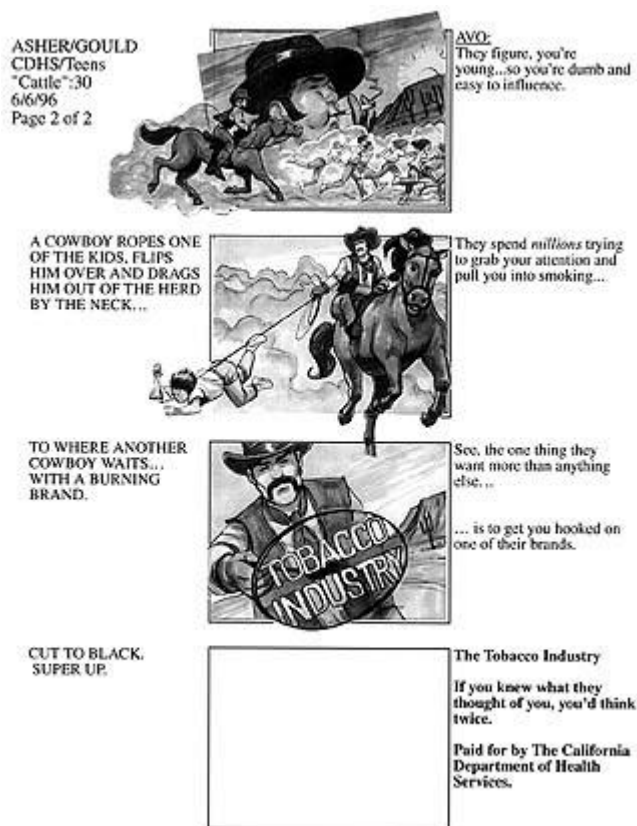 ASHER/GOULD
CDHS/Teens
"Cattle":30
6/6/96
Page 2 of 2
AVO:
They figure, you're
young...so you're dumb and
easy to influence.
A COWBOY ROPES ONE
OF THE KIDS, FLIPS
HIM OVER AND DRAGS
HIM OUT OF THE HERD
BY THE NECK...
They spend millions trying
to grab your attention and
pull you into smoking...
TO WHERE ANOTHER
COWBOY WAITS...
WITH A BURNING
BRAND.
TOBACCO
INDUSTRY
See, the one thing they
want more than anything
else...
... is to get you hooked on
one of their brands.
CUT TO BLACK.
SUPER UP.
The Tobacco Industry
If you knew what they
thought of you, you'd think
twice.
Paid for by The California
Department of Health
Services.